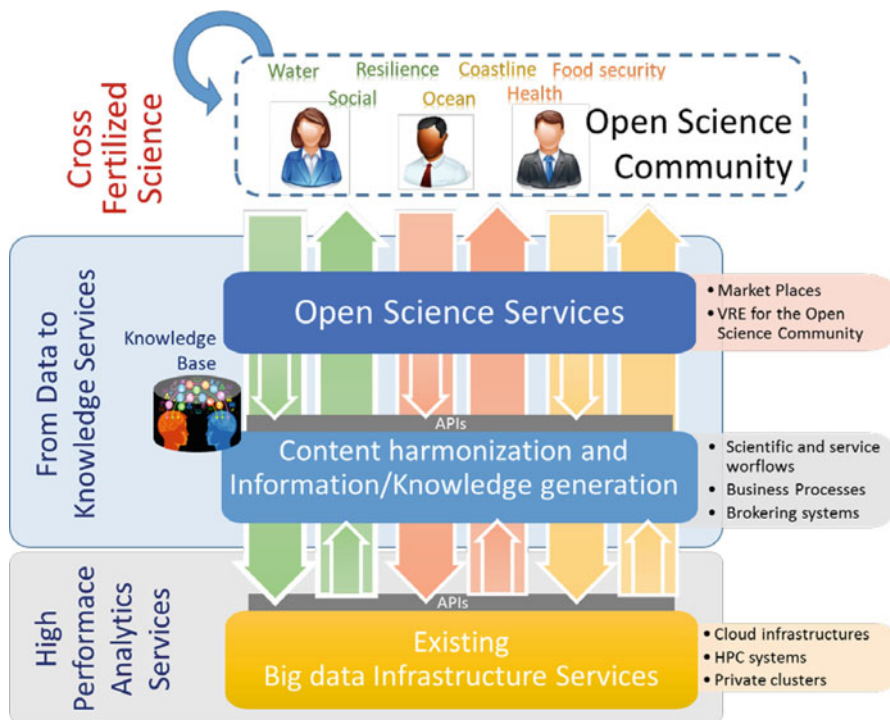 Cross
Fertilized
Science
Water
Resilience
Coastline
Food security
Social
Ocean
Health
Open Science
Community
From Data to
Knowledge Services
Open Science Services
• Market Places
• VRE for the Open
Science Community
Knowledge
Base
APIs
Content harmonization and
Information/Knowledge generation
• Scientific and service
worflows
• Business Processes
• Brokering systems
High
Performace
Analytics
Services
APIs
Existing
Big data Infrastructure Services
• Cloud infrastructures
• HPC systems
• Private clusters